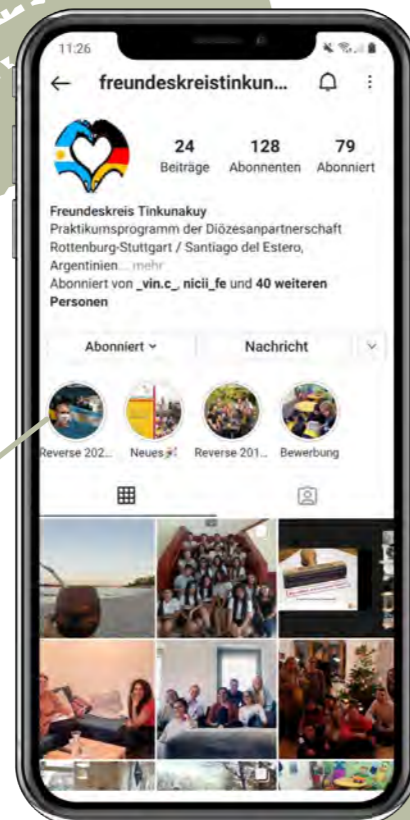 11:26
freundeskreistinkun...
24 128 79
Beiträge Abonnenten Abonniert
Freundeskreis Tinkunakuy
Praktikumsprogramm der Diözesanpartnerschaft
Rottenburg-Stuttgart / Santiago del Estero,
Argentinien... mehr
Abonniert von _vin.c_, nicii_fe und 40 weiteren
Personen
Abonniert Nachricht
Reverse 202... Neues🎉 Reverse 201... Bewerbung